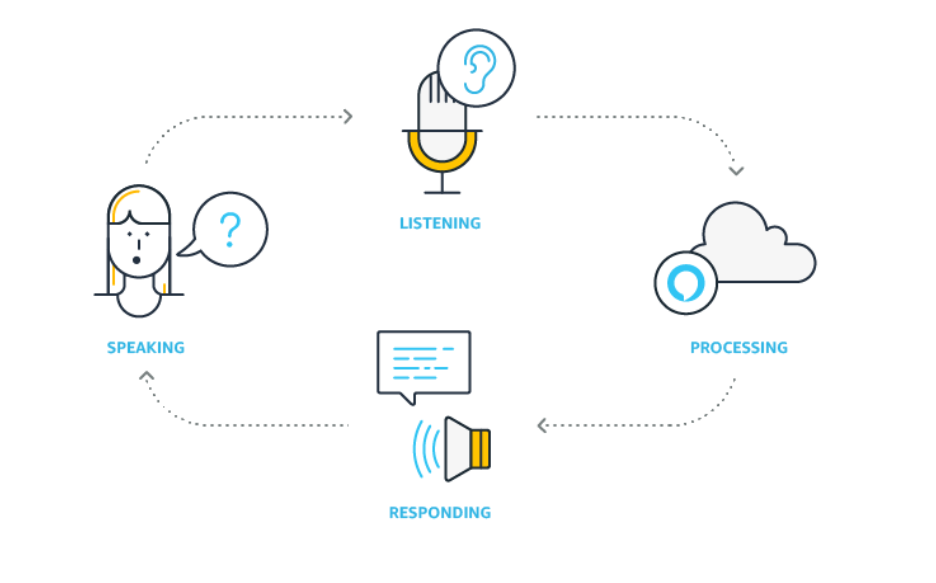 LISTENING
?
SPEAKING
PROCESSING
RESPONDING